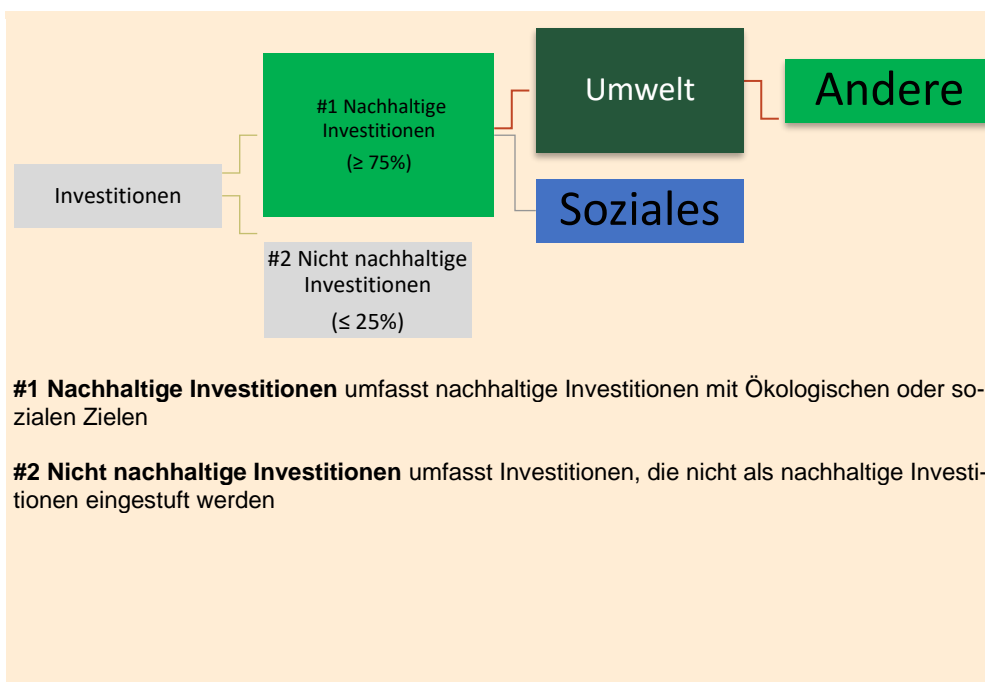 Investitionen
#1 Nachhaltige
Investitionen
(≥ 75%)
#2 Nicht nachhaltige
Investitionen
(≤ 25%)
Umwelt
Soziales
Andere
#1 Nachhaltige Investitionen umfasst nachhaltige Investitionen mit Ökologischen oder so-
zialen Zielen
#2 Nicht nachhaltige Investitionen umfasst Investitionen, die nicht als nachhaltige Investi-
tionen eingestuft werden